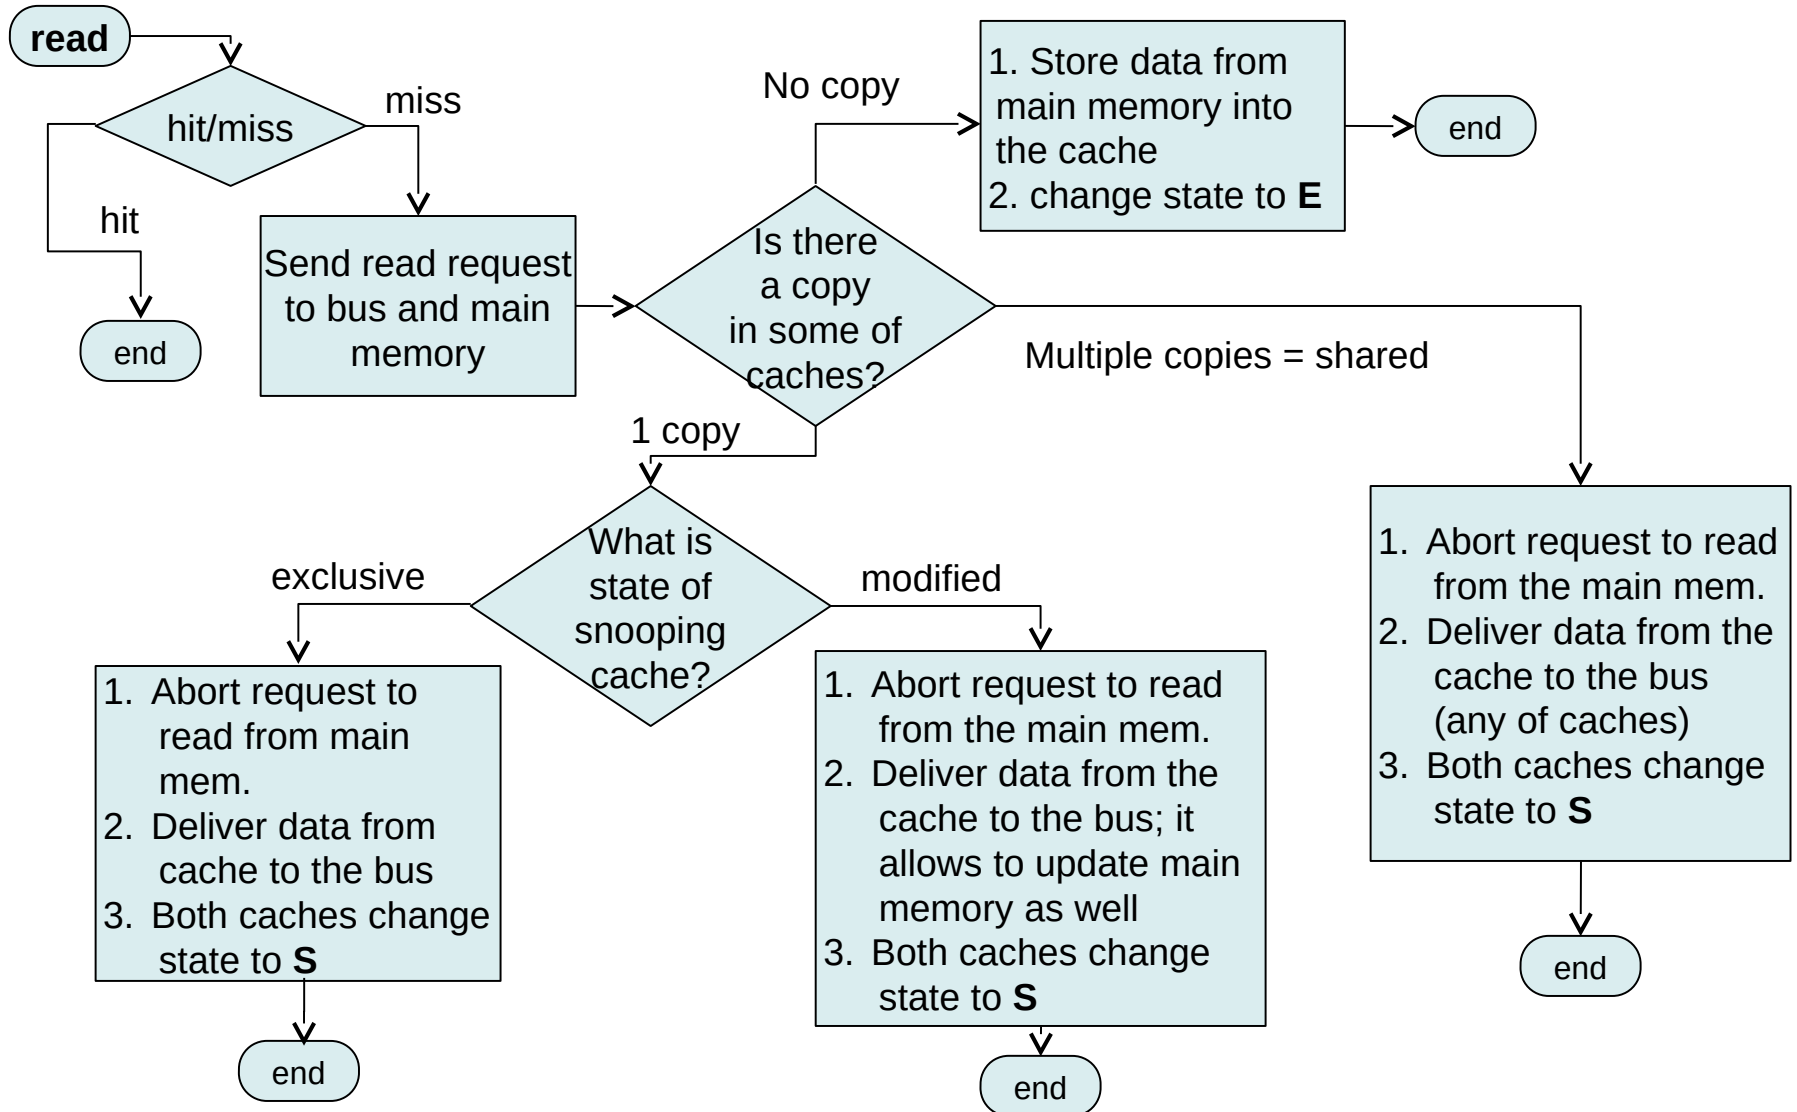 read
hit/miss
miss
hit
end
Send read request
to bus and main
memory
Is there
a copy
in some of
caches?
No copy
1. Store data from
main memory into
the cache
2. change state to E
end
Multiple copies = shared
1 copy
What is
state of
snooping
cache?
exclusive
modified
1. Abort request to
read from main
mem.
2. Deliver data from
cache to the bus
3. Both caches change
state to S
end
1. Abort request to read
from the main mem.
2. Deliver data from the
cache to the bus; it
allows to update main
memory as well
3. Both caches change
state to S
end
1. Abort request to read
from the main mem.
2. Deliver data from the
cache to the bus
(any of caches)
3. Both caches change
state to S
end